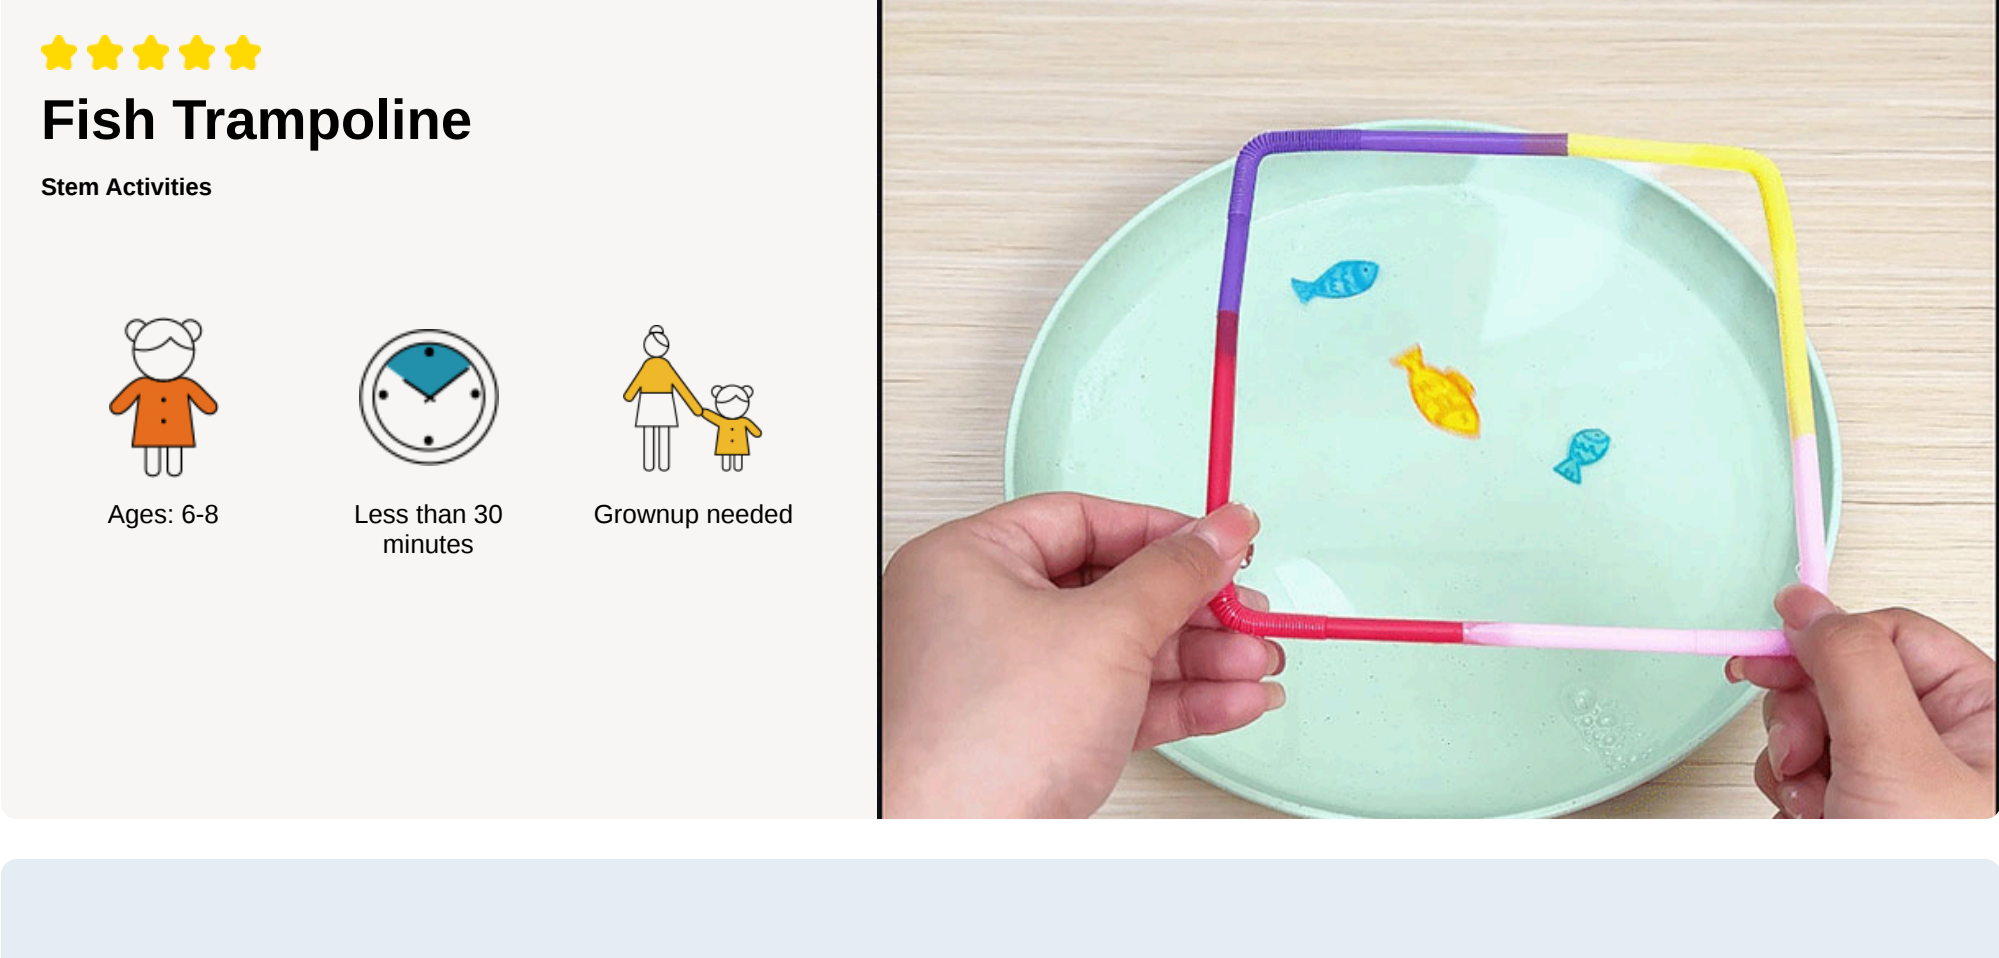 Fish Trampoline
Stem Activities
Ages: 6-8
Less than 30
minutes
Grownup needed